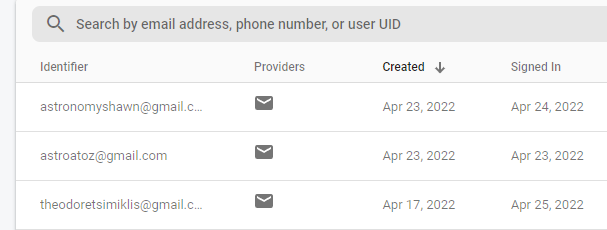 Search by email address, phone number, or user UID
Identifier Providers Created Signed In
astronomyshawn@gmail.c... Apr 23, 2022 Apr 24, 2022
astroatoz@gmail.com Apr 23, 2022 Apr 23, 2022
theodoretsimiklis@gmail.c... Apr 17, 2022 Apr 25, 2022